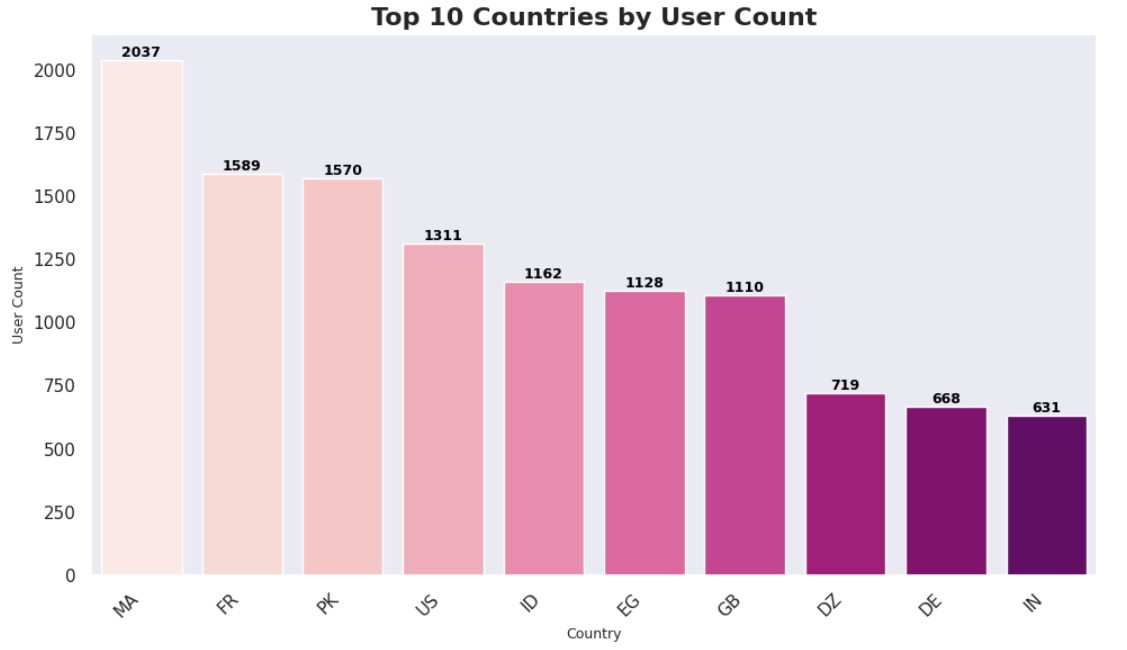 Top 10 Countries by User Count
User Count
2000
1750
1500
1250
1000
750
500
250
0
2037
1589
1570
1311
1162
1128
1110
719
668
631
MA
FR
PK
US
ID
EG
GB
DZ
DE
IN
Country